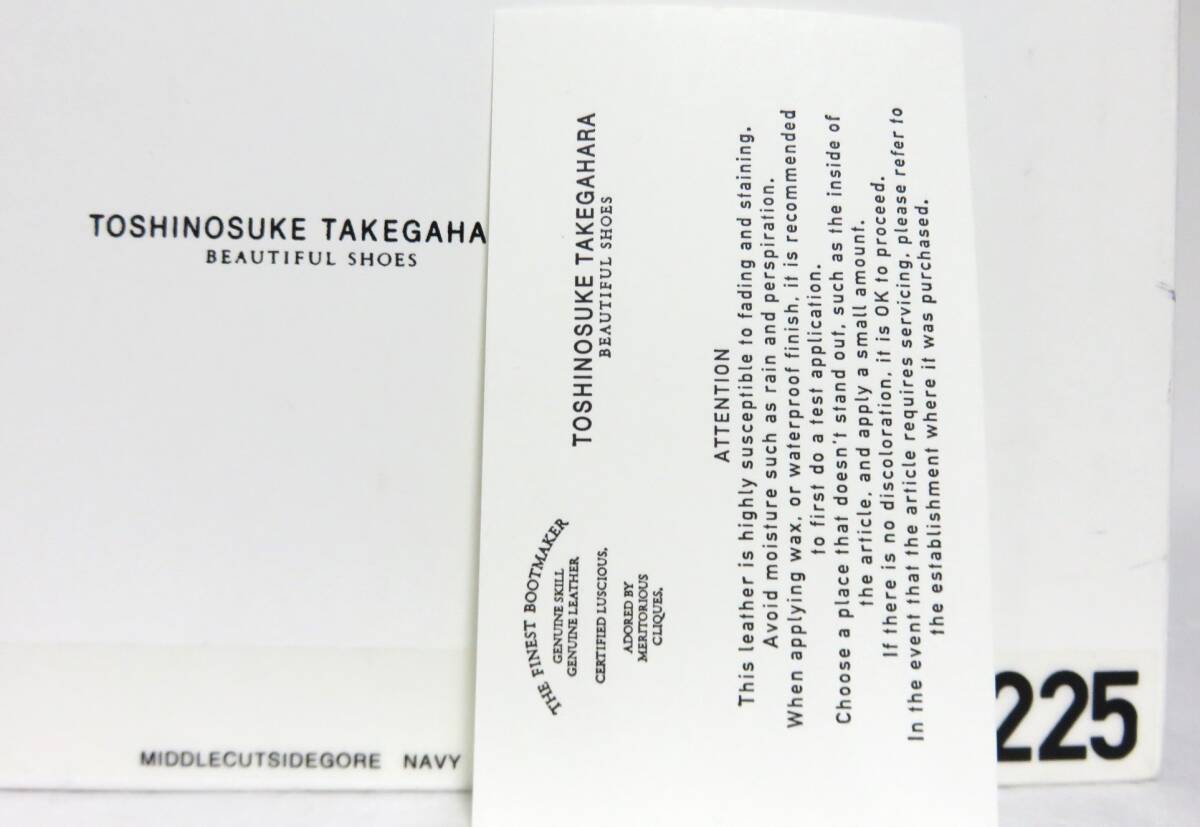 TOSHINOSUKE TAKEGAHA
BEAUTIFUL SHOES
MIDDLECUTSIDEGORE NAVY
225
THE FINEST BOOTMAKER
GENUINE SKILL
GENUINE LEATHER
CERTIFIED LUSCIOUS,
ADORED BY
MERITORIOUS
CLIQUES,
TOSHINOSUKE TAKEGAHARA
BEAUTIFUL SHOES
ATTENTION
This leather is highly susceptible to fading and staining.
Avoid moisture such as rain and perspiration.
When applying wax, or waterproof finish, it is recommended
to first do a test application.
Choose a place that doesn't stand out, such as the inside of
the article, and apply a small amount.
If there is no discoloration, it is OK to proceed.
In the event that the article requires servicing, please refer to
the establishment where it was purchased.